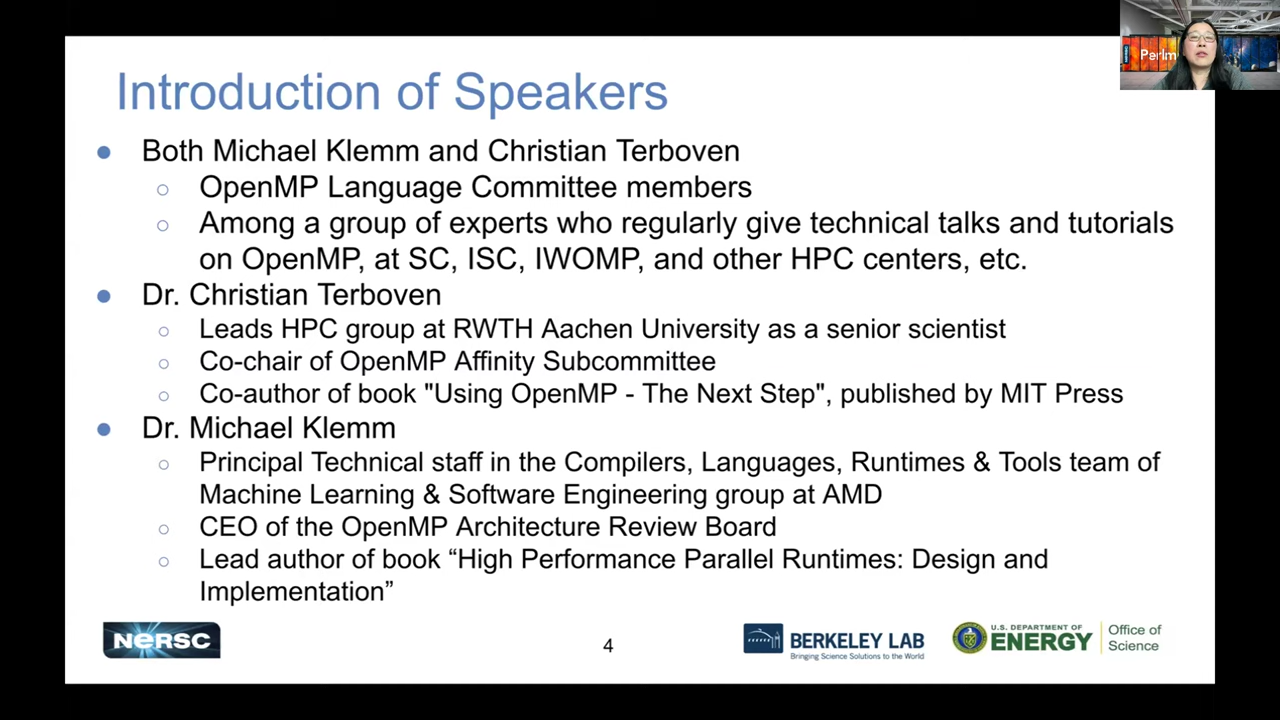 Introduction of Speakers
● Both Michael Klemm and Christian Terboven
○ OpenMP Language Committee members
○ Among a group of experts who regularly give technical talks and tutorials
on OpenMP, at SC, ISC, IWOMP, and other HPC centers, etc.
● Dr. Christian Terboven
○ Leads HPC group at RWTH Aachen University as a senior scientist
○ Co-chair of OpenMP Affinity Subcommittee
○ Co-author of book "Using OpenMP - The Next Step", published by MIT Press
● Dr. Michael Klemm
○ Principal Technical staff in the Compilers, Languages, Runtimes & Tools team of
Machine Learning & Software Engineering group at AMD
○ CEO of the OpenMP Architecture Review Board
○ Lead author of book “High Performance Parallel Runtimes: Design and
Implementation”
NERSC
4
BERKELEY LAB
Bringing Science Solutions to the World
U.S. DEPARTMENT OF
ENERGY
Office of
Science
Perlm